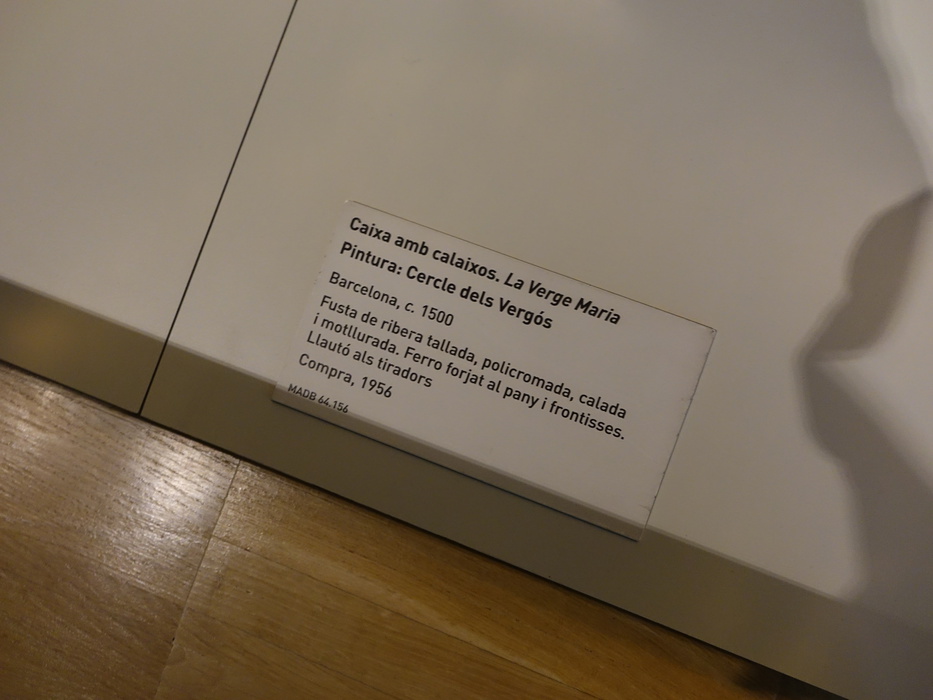 Caixa amb calaixos. La Verge Maria
Pintura: Cercle dels Vergós
Barcelona, c. 1500
Fusta de ribera tallada, policromada, calada
i motllurada. Ferro forjat al pany i frontisses.
Llautó als tiradors
Compra, 1956
MADB 64.156